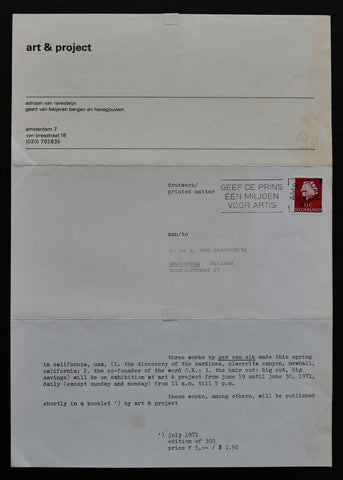 art & project
adriaan van ravesteijn
geert van beijeren bergen en henegouwen
amsterdam 7
van breestraat 18
(020) 792835
drukwerk/
printed matter
GEEF DE PRINS
ÉÉN MILJOEN
VOOR ARTIS
NEDERLAND
aan/to
v. graevenitz
amsterdam holland
three works by ger van elk made this spring
in california, usa, (1. the discovery of the sardines, placerita canyon, newhall,
california; 2. the co-founder of the word O.K.; 3. the hair cut: big cut, big
savings) will be on exhibition at art & project from june 19 until june 30, 1971,
daily (except sunday and monday) from 11 a.m. till 5 p.m.
these works, among others, will be published
shortly in a booklet ') by art & project
') july 1971
edition of 300
price f 5,-- / $ 1.50